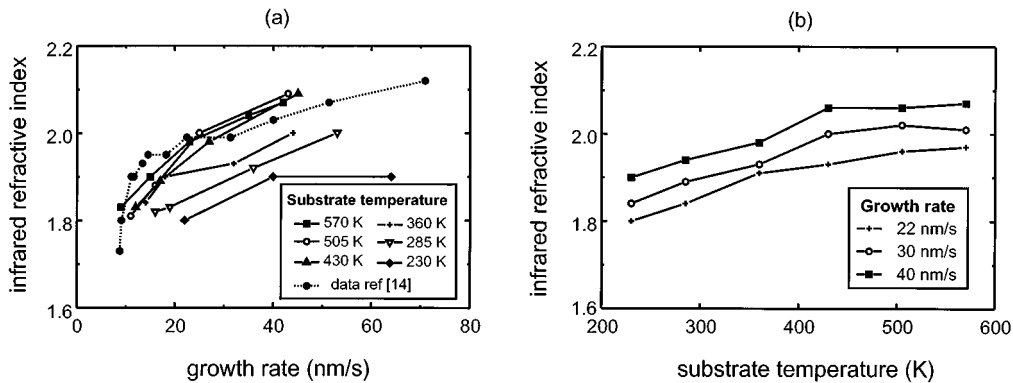 (a)
infrared refractive index
2.2
2.0
1.8
1.6
0
20
40
60
80
growth rate (nm/s)
Substrate temperature
570 K
360 K
505 K
285 K
430 K
230 K
data ref [14]
(b)
infrared refractive index
2.2
2.0
1.8
1.6
200
300
400
500
600
substrate temperature (K)
Growth rate
22 nm/s
30 nm/s
40 nm/s